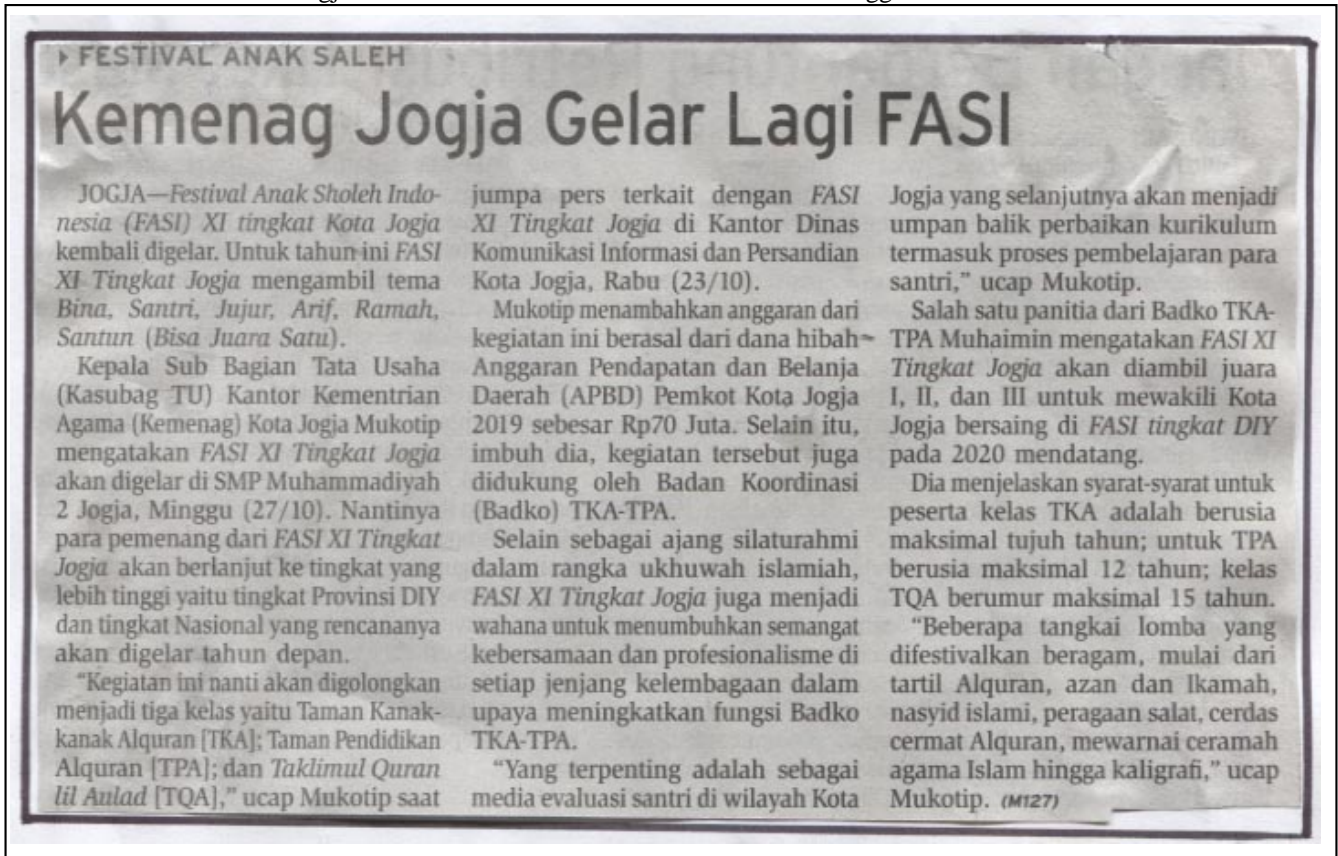 FESTIVAL ANAK SALEH
Kemenag Jogja Gelar Lagi FASI
JOGJA—Festival Anak Sholeh Indo-
nesia (FASI) XI tingkat Kota Jogja
kembali digelar. Untuk tahun ini FASI
XI Tingkat Jogja mengambil tema
Bina, Santri, Jujur, Arif, Ramah,
Santun (Bisa Juara Satu).
Kepala Sub Bagian Tata Usaha
(Kasubag TU) Kantor Kementrian
Agama (Kemenag) Kota Jogja Mukotip
mengatakan FASI XI Tingkat Jogja
akan digelar di SMP Muhammadiyah
2 Jogja, Minggu (27/10). Nantinya
para pemenang dari FASI XI Tingkat
Jogja akan berlanjut ke tingkat yang
lebih tinggi yaitu tingkat Provinsi DIY
dan tingkat Nasional yang rencananya
akan digelar tahun depan.
“Kegiatan ini nanti akan digolongkan
menjadi tiga kelas yaitu Taman Kanak-
kanak Alquran [TKA]; Taman Pendidikan
Alquran [TPA]; dan Taklimul Quran
lil Aulad [TQA],” ucap Mukotip saat
jumpa pers terkait dengan FASI
XI Tingkat Jogja di Kantor Dinas
Komunikasi Informasi dan Persandian
Kota Jogja, Rabu (23/10).
Mukotip menambahkan anggaran dari
kegiatan ini berasal dari dana hibah
Anggaran Pendapatan dan Belanja
Daerah (APBD) Pemkot Kota Jogja
2019 sebesar Rp70 Juta. Selain itu,
imbuh dia, kegiatan tersebut juga
didukung oleh Badan Koordinasi
(Badko) TKA-TPA.
Selain sebagai ajang silaturahmi
dalam rangka ukhuwah islamiah,
FASI XI Tingkat Jogja juga menjadi
wahana untuk menumbuhkan semangat
kebersamaan dan profesionalisme di
setiap jenjang kelembagaan dalam
upaya meningkatkan fungsi Badko
TKA-TPA.
“Yang terpenting adalah sebagai
media evaluasi santri di wilayah Kota
Jogja yang selanjutnya akan menjadi
umpan balik perbaikan kurikulum
termasuk proses pembelajaran para
santri,” ucap Mukotip.
Salah satu panitia dari Badko TKA-
TPA Muhaimin mengatakan FASI XI
Tingkat Jogja akan diambil juara
I, II, dan III untuk mewakili Kota
Jogja bersaing di FASI tingkat DIY
pada 2020 mendatang.
Dia menjelaskan syarat-syarat untuk
peserta kelas TKA adalah berusia
maksimal tujuh tahun; untuk TPA
berusia maksimal 12 tahun; kelas
TQA berumur maksimal 15 tahun.
“Beberapa tangkai lomba yang
difestivalkan beragam, mulai dari
tartil Alquran, azan dan Ikamah,
nasyid islami, peragaan salat, cerdas
cermat Alquran, mewarnai ceramah
agama Islam hingga kaligrafi,” ucap
Mukotip. (M127)